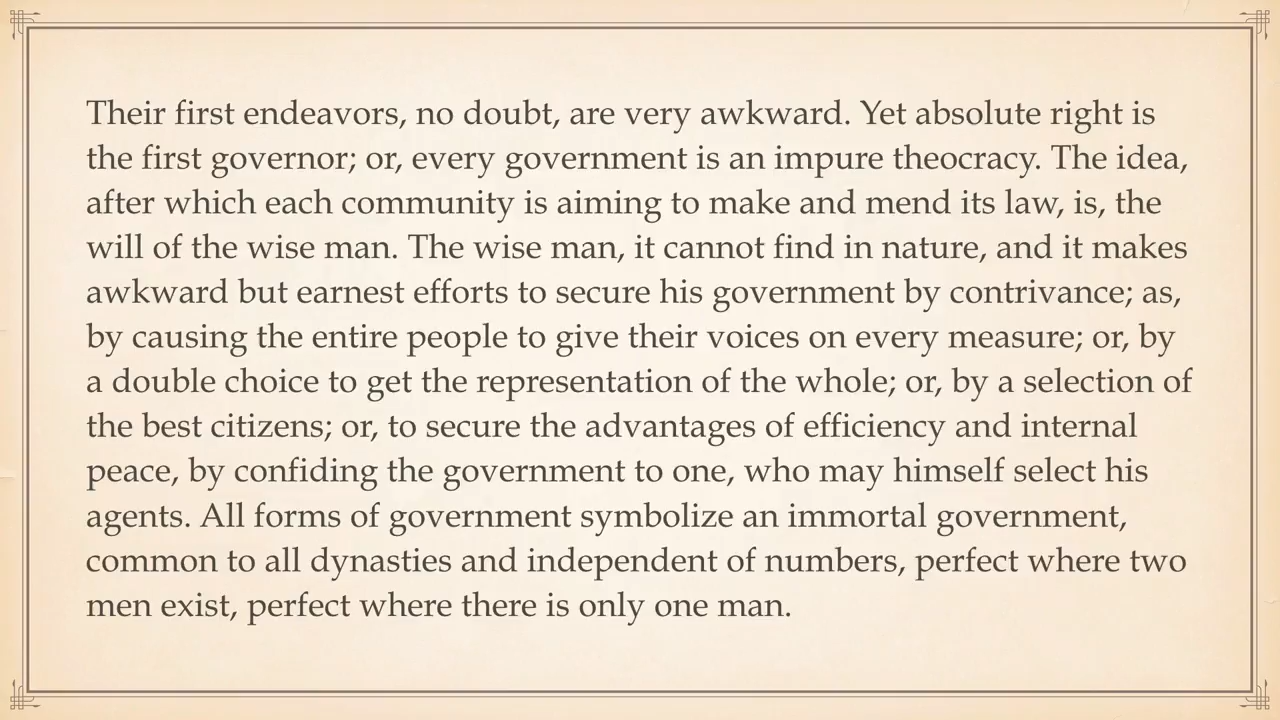 Their first endeavors, no doubt, are very awkward. Yet absolute right is
the first governor; or, every government is an impure theocracy. The idea,
after which each community is aiming to make and mend its law, is, the
will of the wise man. The wise man, it cannot find in nature, and it makes
awkward but earnest efforts to secure his government by contrivance; as,
by causing the entire people to give their voices on every measure; or, by
a double choice to get the representation of the whole; or, by a selection of
the best citizens; or, to secure the advantages of efficiency and internal
peace, by confiding the government to one, who may himself select his
agents. All forms of government symbolize an immortal government,
common to all dynasties and independent of numbers, perfect where two
men exist, perfect where there is only one man.